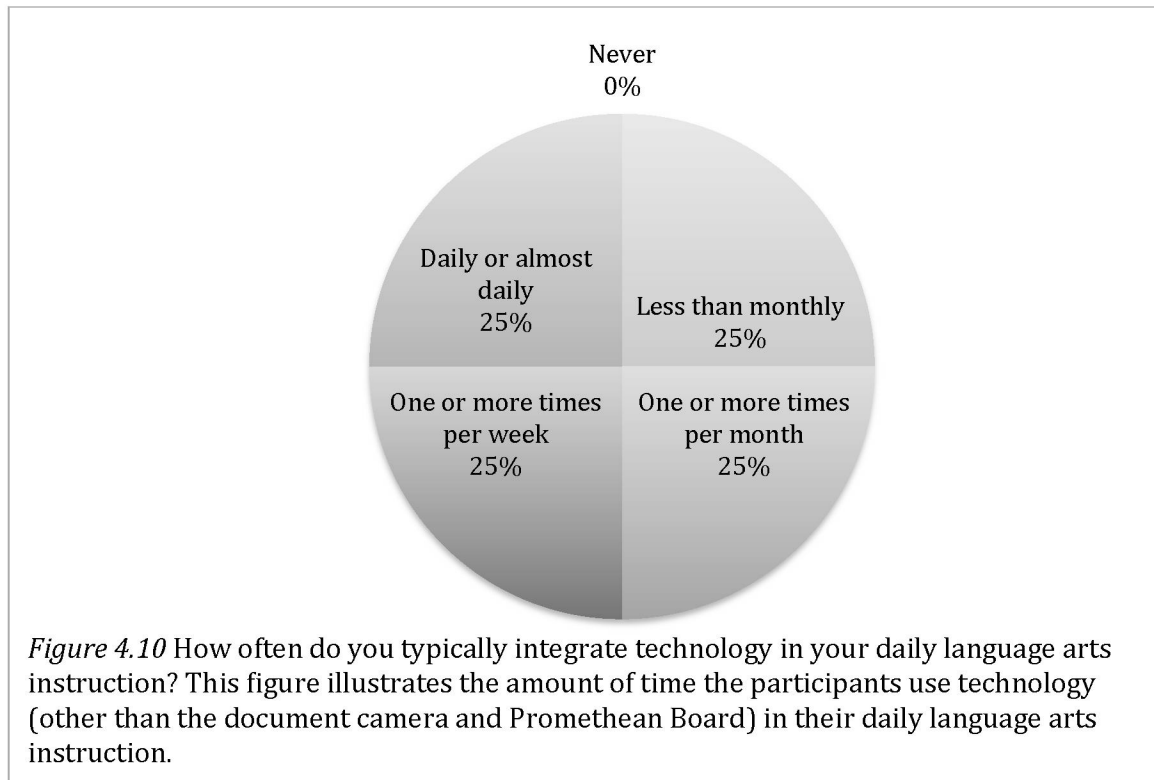 Never
0%
Daily or almost
daily
25%
Less than monthly
25%
One or more times
per week
25%
One or more times
per month
25%
Figure 4.10 How often do you typically integrate technology in your daily language arts
instruction? This figure illustrates the amount of time the participants use technology
(other than the document camera and Promethean Board) in their daily language arts
instruction.